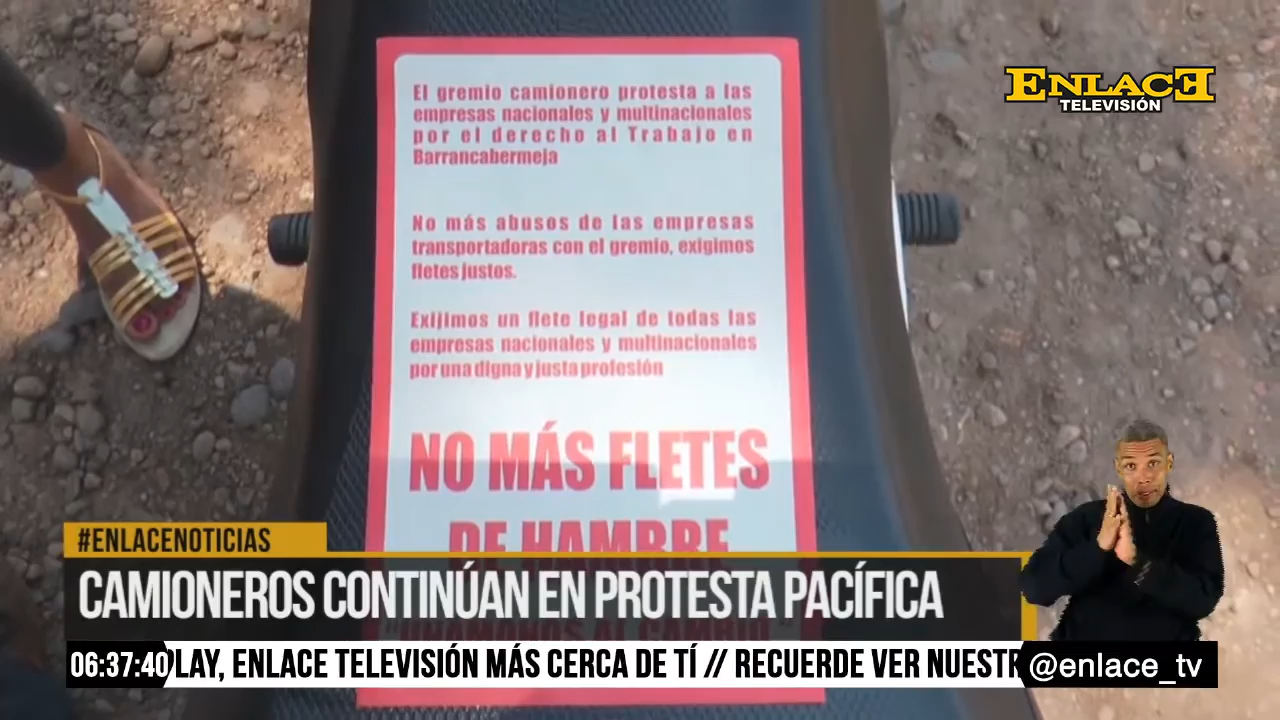 ENLACE
TELEVISIÓN
El gremio camionero protesta a las
empresas nacionales y multinacionales
por el derecho al Trabajo en
Barrancabermeja
No más abusos de las empresas
transportadoras con el gremio, exigimos
fletes justos.
Exijimos un flete legal de todas las
empresas nacionales y multinacionales
por una digna y justa profesión
NO MÁS FLETES
DE HAMBRE
#ENLACENOTICIAS
CAMIONEROS CONTINÚAN EN PROTESTA PACÍFICA
06:37:40 PLAY, ENLACE TELEVISIÓN MÁS CERCA DE TÍ // RECUERDE VER NUESTR @enlace_tv